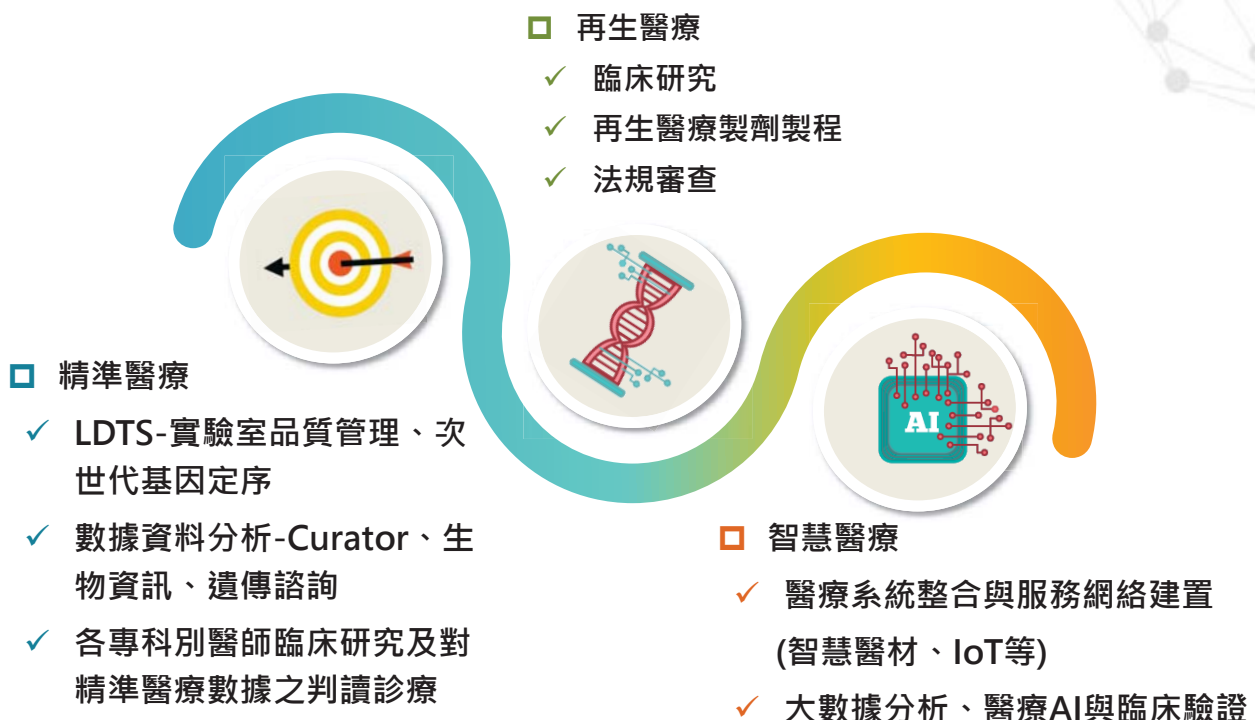 再生醫療
臨床研究
再生醫療製劑製程
法規審查
精準醫療
LDTS-實驗室品質管理、次
世代基因定序
數據資料分析-Curator、生
物資訊、遺傳諮詢
各專科別醫師臨床研究及對
精準醫療數據之判讀診療
AI
智慧醫療
醫療系統整合與服務網絡建置
(智慧醫材、IoT等)
大數據分析、醫療AI與臨床驗證